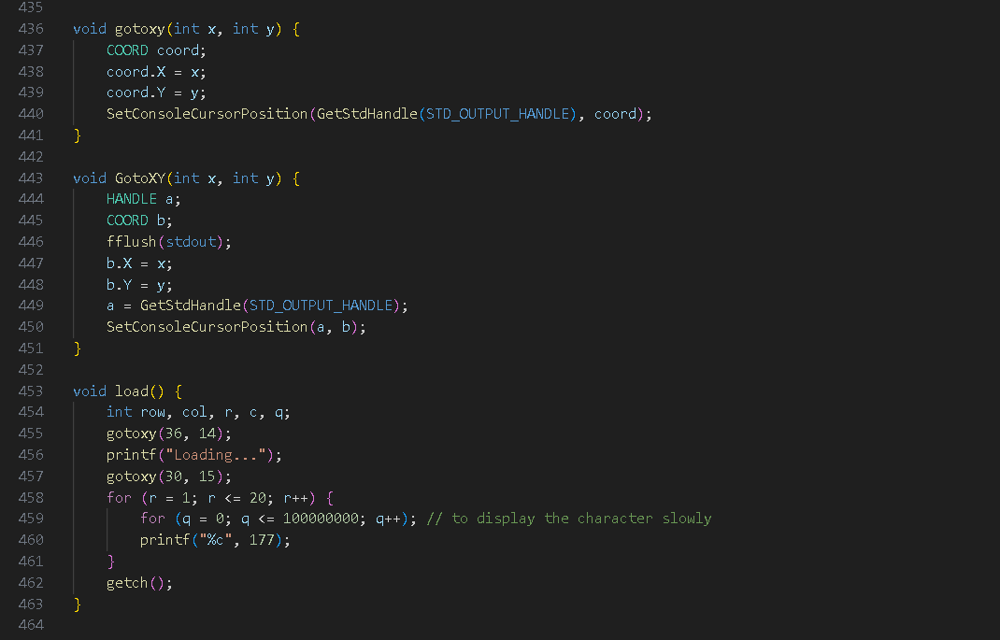 435
436 void gotoxy(int x, int y) {
437 COORD coord;
438 coord.X = x;
439 coord.Y = y;
440 SetConsoleCursorPosition(GetStdHandle(STD_OUTPUT_HANDLE), coord);
441 }
442
443 void GotoXY(int x, int y) {
444 HANDLE a;
445 COORD b;
446 fflush(stdout);
447 b.X = x;
448 b.Y = y;
449 a = GetStdHandle(STD_OUTPUT_HANDLE);
450 SetConsoleCursorPosition(a, b);
451 }
452
453 void load() {
454 int row, col, r, c, q;
455 gotoxy(36, 14);
456 printf("Loading...");
457 gotoxy(30, 15);
458 for (r = 1; r <= 20; r++) {
459 for (q = 0; q <= 100000000; q++); // to display the character slowly
460 printf("%c", 177);
461 }
462 getch();
463 }
464